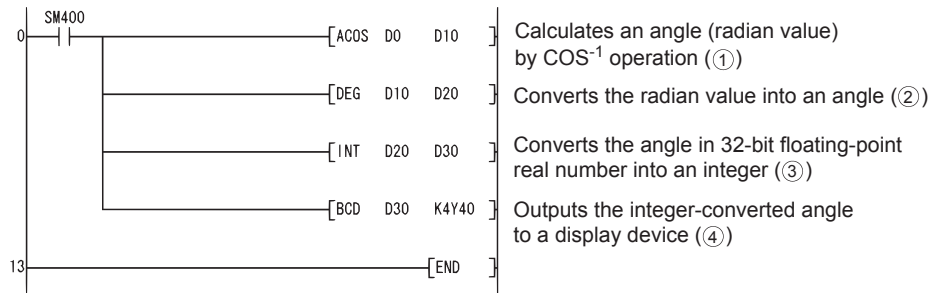 SM400
0 ACOS D0 D10 Calculates an angle (radian value)
by COS-1 operation (①)
DEG D10 D20 Converts the radian value into an angle (②)
INT D20 D30 Converts the angle in 32-bit floating-point
real number into an integer (③)
BCD D30 K4Y40 Outputs the integer-converted angle
to a display device (④)
13 END